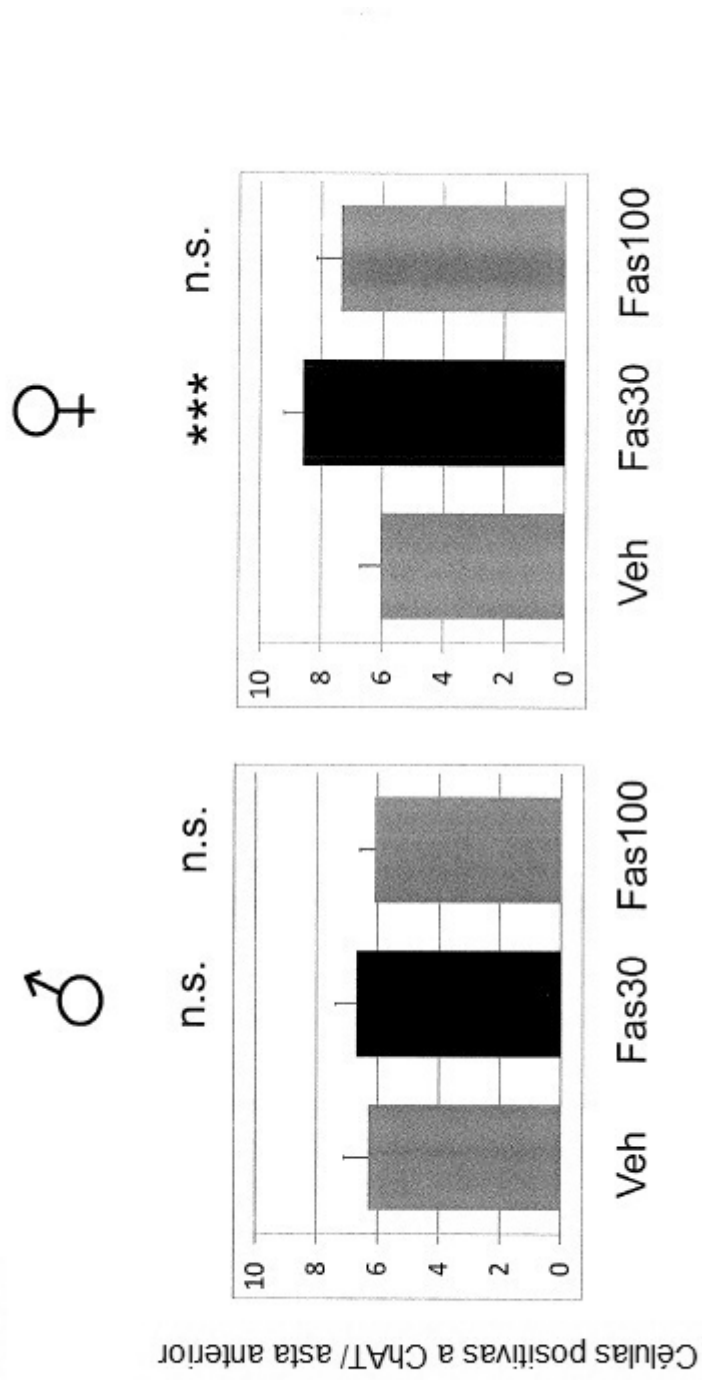 ♂
n.s. n.s.
Células positivas a ChAT/ asta anterior
10
8
6
4
2
0
Veh Fas30 Fas100
♀
*** n.s.
10
8
6
4
2
0
Veh Fas30 Fas100